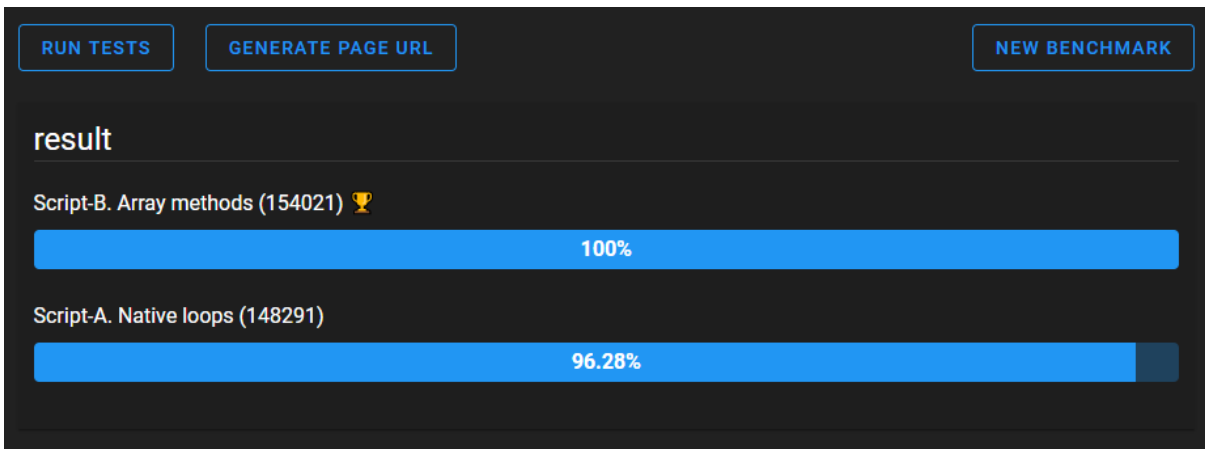 RUN TESTS GENERATE PAGE URL NEW BENCHMARK
result
Script-B. Array methods (154021) 🏆
100%
Script-A. Native loops (148291)
96.28%